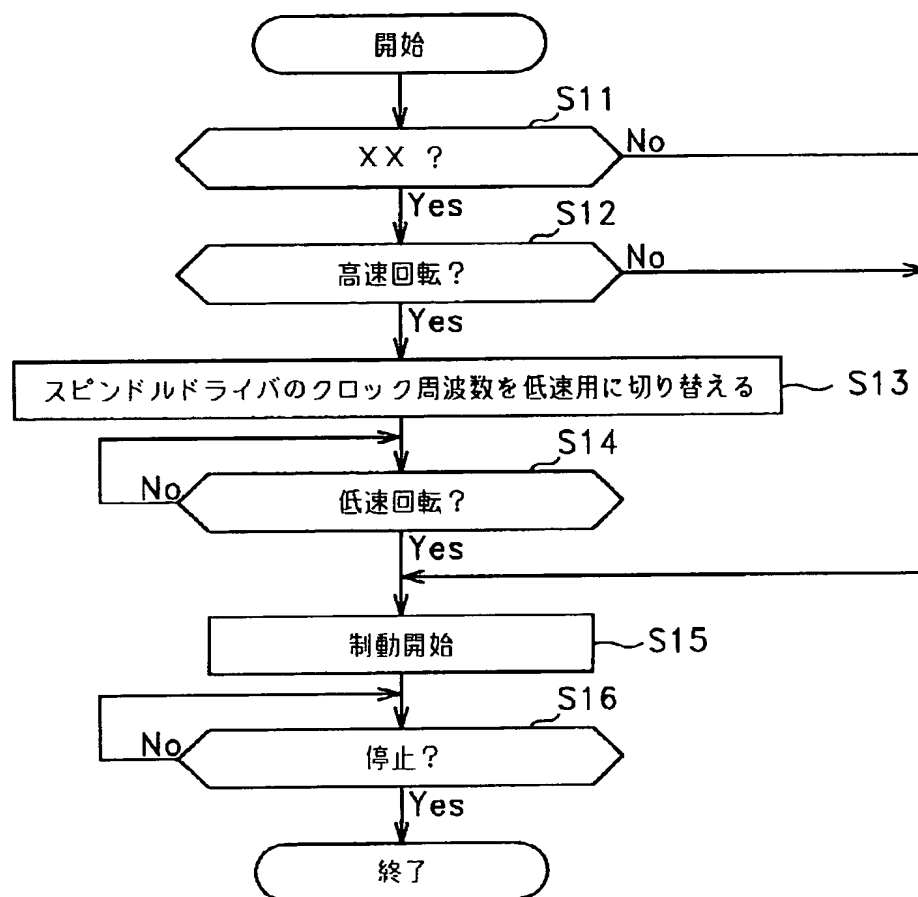 開始
S11
XX ?
No
Yes
S12
高速回転?
No
Yes
スピンドルドライバのクロック周波数を低速用に切り替える
S13
S14
No
低速回転?
Yes
制動開始
S15
S16
No
停止?
Yes
終了